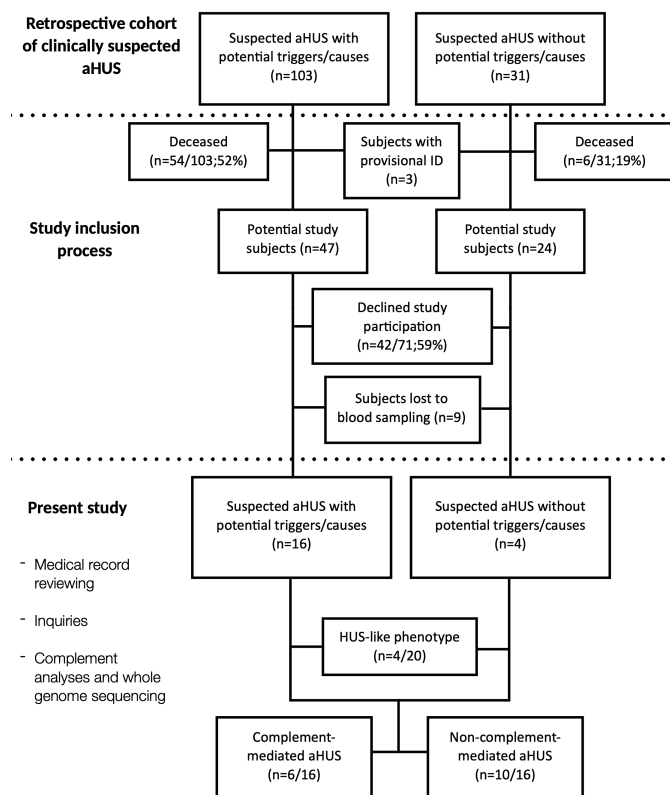 Retrospective cohort
of clinically suspected
aHUS
Suspected aHUS with
potential triggers/causes
(n=103)
Suspected aHUS without
potential triggers/causes
(n=31)
Deceased
(n=54/103;52%)
Subjects with
provisional ID
(n=3)
Deceased
(n=6/31;19%)
Study inclusion
process
Potential study
subjects (n=47)
Potential study
subjects (n=24)
Declined study
participation
(n=42/71;59%)
Subjects lost to
blood sampling (n=9)
Present study
- Medical record
reviewing
- Inquiries
- Complement
analyses and whole
genome sequencing
Suspected aHUS with
potential triggers/causes
(n=16)
Suspected aHUS without
potential triggers/causes
(n=4)
HUS-like phenotype
(n=4/20)
Complement-
mediated aHUS
(n=6/16)
Non-complement-
mediated aHUS
(n=10/16)